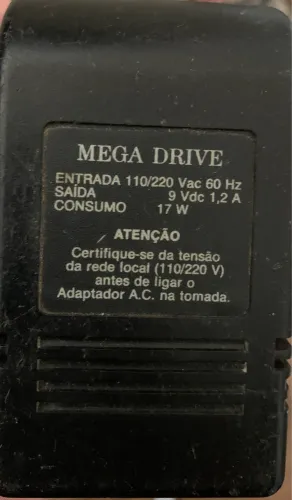 MEGA DRIVE
ENTRADA 110/220 Vac 60 Hz
SAÍDA 9 Vdc 1,2 A
CONSUMO 17 W
ATENÇÃO
Certifique-se da tensão
da rede local (110/220 V)
antes de ligar o
Adaptador A.C. na tomada.